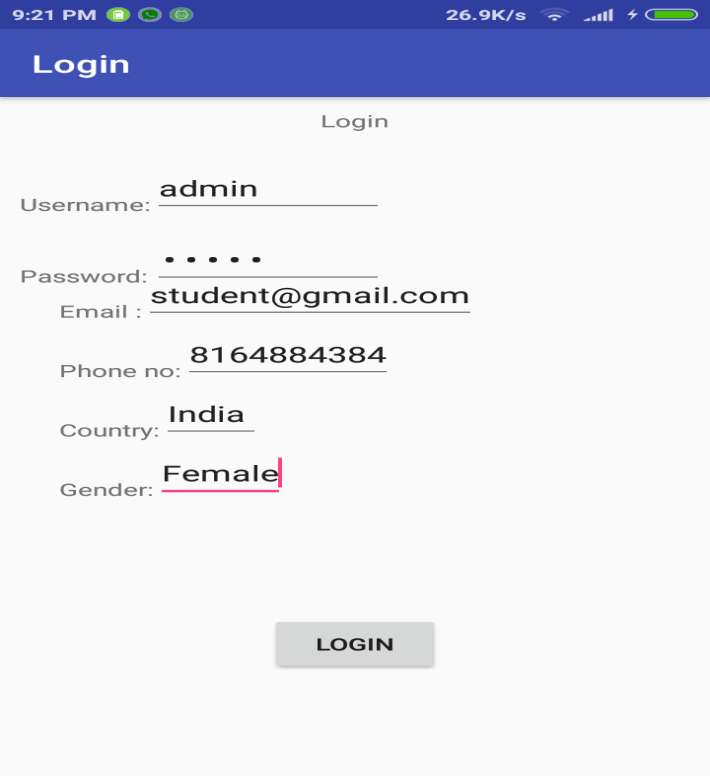 9:21 PM 26.9K/s
Login
Login
Username: admin
Password: •••••
Email : student@gmail.com
Phone no: 8164884384
Country: India
Gender: Female
LOGIN